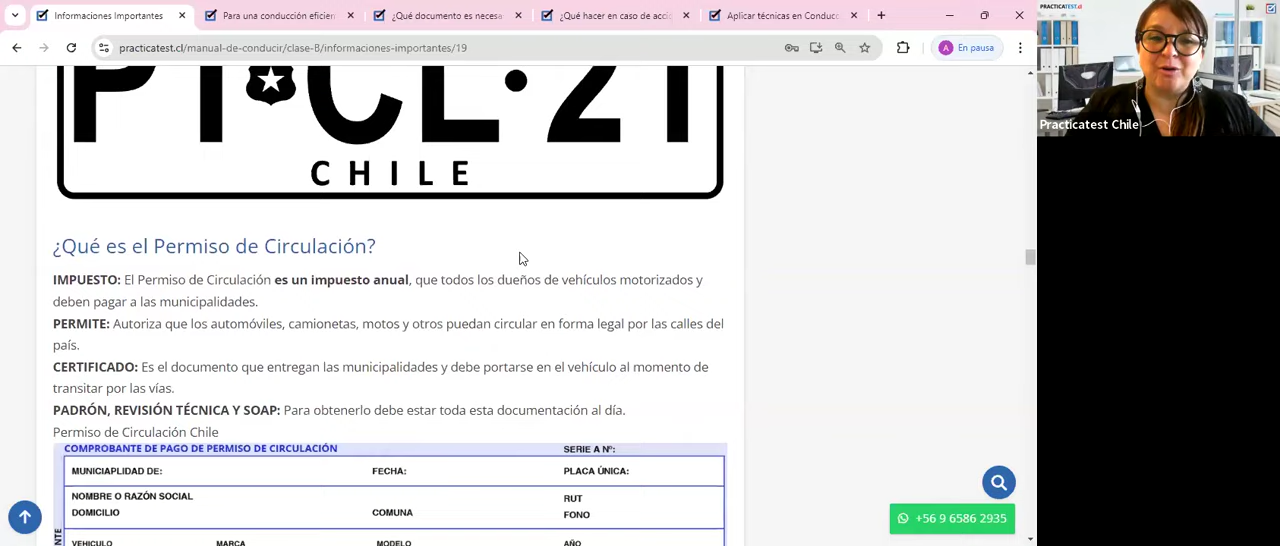 Informaciones Importantes
Para una conducción eficien
¿Qué documento es necesa
¿Qué hacer en caso de accid
Aplicar técnicas en Conducc
practicatest.cl/manual-de-conducir/clase-B/informaciones-importantes/19
A
En pausa
PRACTICATEST.cl
Practicatest Chile
CL·21
CHILE
¿Qué es el Permiso de Circulación?
IMPUESTO: El Permiso de Circulación es un impuesto anual, que todos los dueños de vehículos motorizados y
deben pagar a las municipalidades.
PERMITE: Autoriza que los automóviles, camionetas, motos y otros puedan circular en forma legal por las calles del
país.
CERTIFICADO: Es el documento que entregan las municipalidades y debe portarse en el vehículo al momento de
transitar por las vías.
PADRÓN, REVISIÓN TÉCNICA Y SOAP: Para obtenerlo debe estar toda esta documentación al día.
Permiso de Circulación Chile
COMPROBANTE DE PAGO DE PERMISO DE CIRCULACIÓN
SERIE A Nº:
MUNICIAPLIDAD DE:
FECHA:
PLACA ÚNICA:
NOMBRE O RAZÓN SOCIAL
RUT
DOMICILIO
COMUNA
FONO
VEHICULO
MARCA
MODELO
AÑO
+56 9 6586 2935